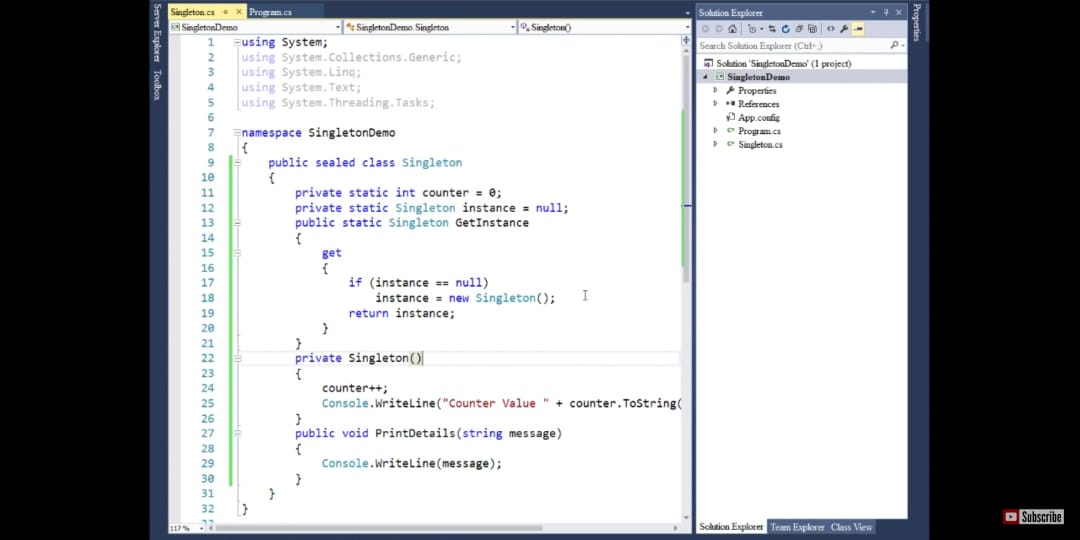 Server Explorer
Toolbox
Singleton.cs
Program.cs
SingletonDemo
SingletonDemo.Singleton
Singleton()
1 using System;
2 using System.Collections.Generic;
3 using System.Linq;
4 using System.Text;
5 using System.Threading.Tasks;
6
7 namespace SingletonDemo
8 {
9 public sealed class Singleton
10 {
11 private static int counter = 0;
12 private static Singleton instance = null;
13 public static Singleton GetInstance
14 {
15 get
16 {
17 if (instance == null)
18 instance = new Singleton();
19 return instance;
20 }
21 }
22 private Singleton()
23 {
24 counter++;
25 Console.WriteLine("Counter Value " + counter.ToString(
26 }
27 public void PrintDetails(string message)
28 {
29 Console.WriteLine(message);
30 }
31 }
32 }
117 %
Solution Explorer
Search Solution Explorer (Ctrl+;)
Solution 'SingletonDemo' (1 project)
SingletonDemo
Properties
References
App.config
Program.cs
Singleton.cs
Solution Explorer Team Explorer Class View
Properties
Subscribe